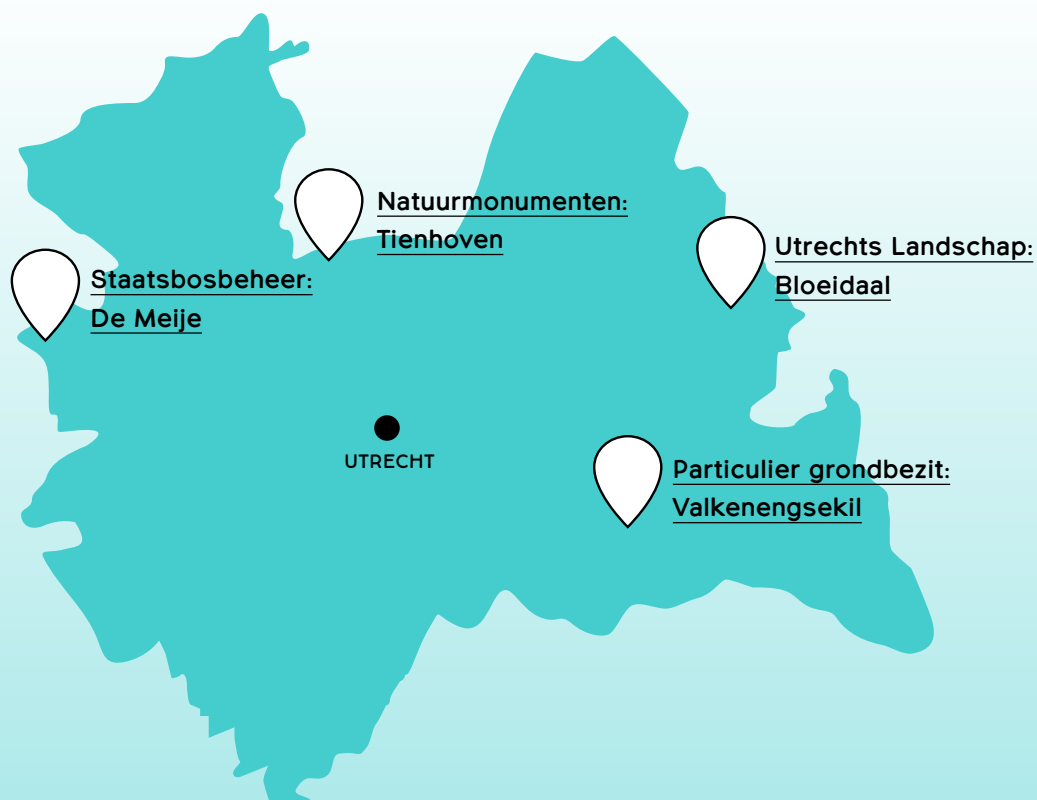 Natuurmonumenten:
Tienhoven
Utrechts Landschap:
Bloeidaal
Staatsbosbeheer:
De Meije
UTRECHT
Particulier grondbezit:
Valkenengsekil